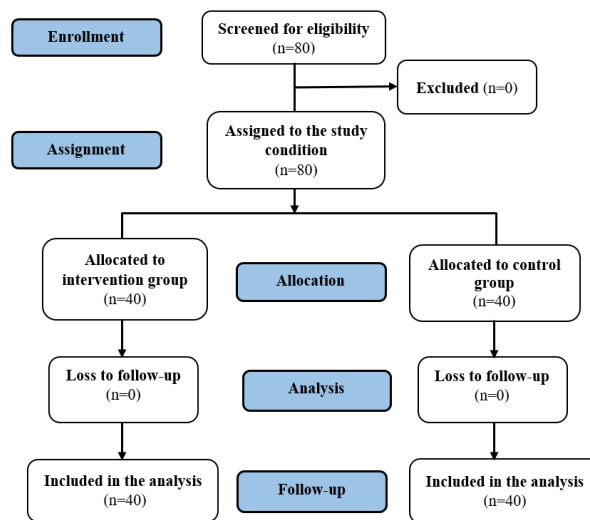 Enrollment
Screened for eligibility
(n=80)
Excluded (n=0)
Assignment
Assigned to the study
condition
(n=80)
Allocated to
intervention group
(n=40)
Allocation
Allocated to control
group
(n=40)
Loss to follow-up
(n=0)
Analysis
Loss to follow-up
(n=0)
Included in the analysis
(n=40)
Follow-up
Included in the analysis
(n=40)